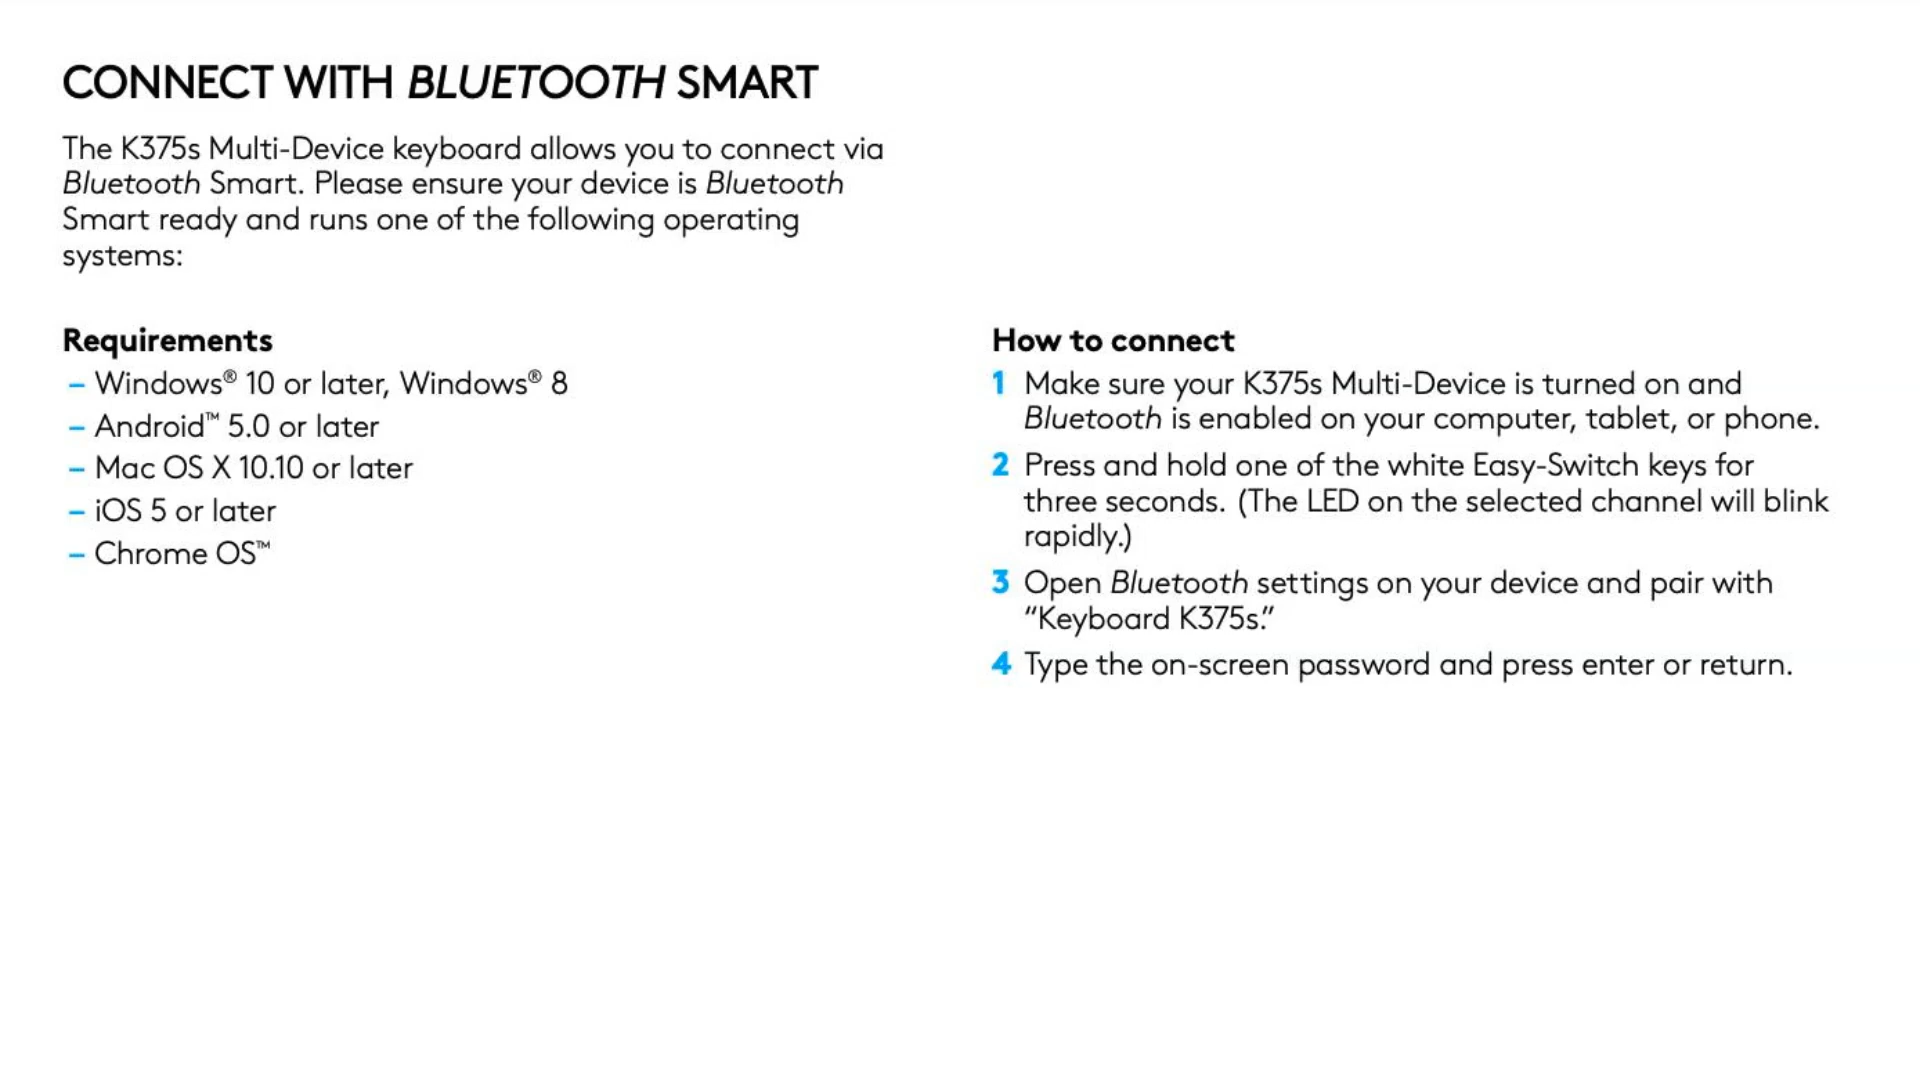 CONNECT WITH BLUETOOTH SMART
The K375s Multi-Device keyboard allows you to connect via
Bluetooth Smart. Please ensure your device is Bluetooth
Smart ready and runs one of the following operating
systems:
Requirements
– Windows® 10 or later, Windows® 8
– Android™ 5.0 or later
– Mac OS X 10.10 or later
– iOS 5 or later
– Chrome OS™
How to connect
1 Make sure your K375s Multi-Device is turned on and
Bluetooth is enabled on your computer, tablet, or phone.
2 Press and hold one of the white Easy-Switch keys for
three seconds. (The LED on the selected channel will blink
rapidly.)
3 Open Bluetooth settings on your device and pair with
“Keyboard K375s.”
4 Type the on-screen password and press enter or return.